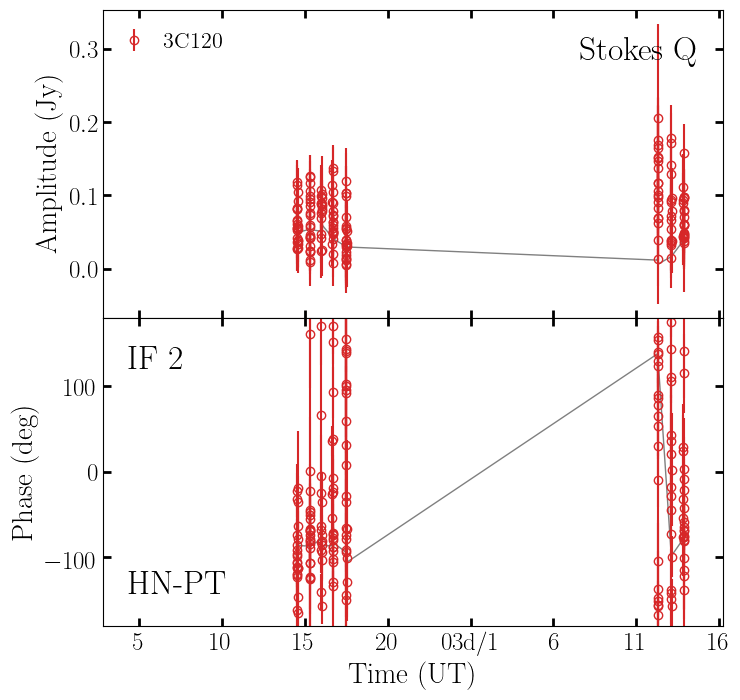 3C120
Stokes Q
Amplitude (Jy)
0.3
0.2
0.1
0.0
IF 2
HN-PT
Phase (deg)
100
0
−100
5 10 15 20 03d/1 6 11 16
Time (UT)